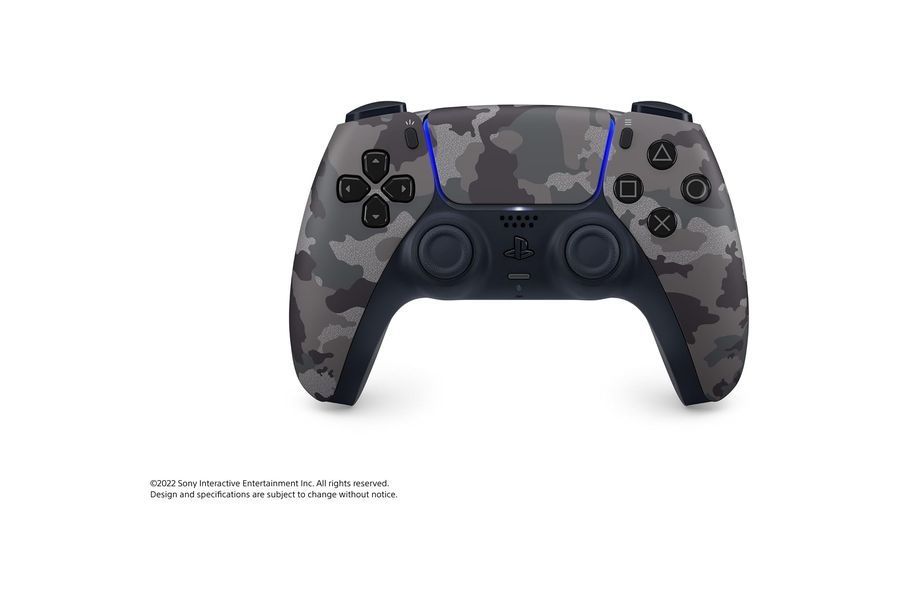 ©2022 Sony Interactive Entertainment Inc. All rights reserved.
Design and specifications are subject to change without notice.